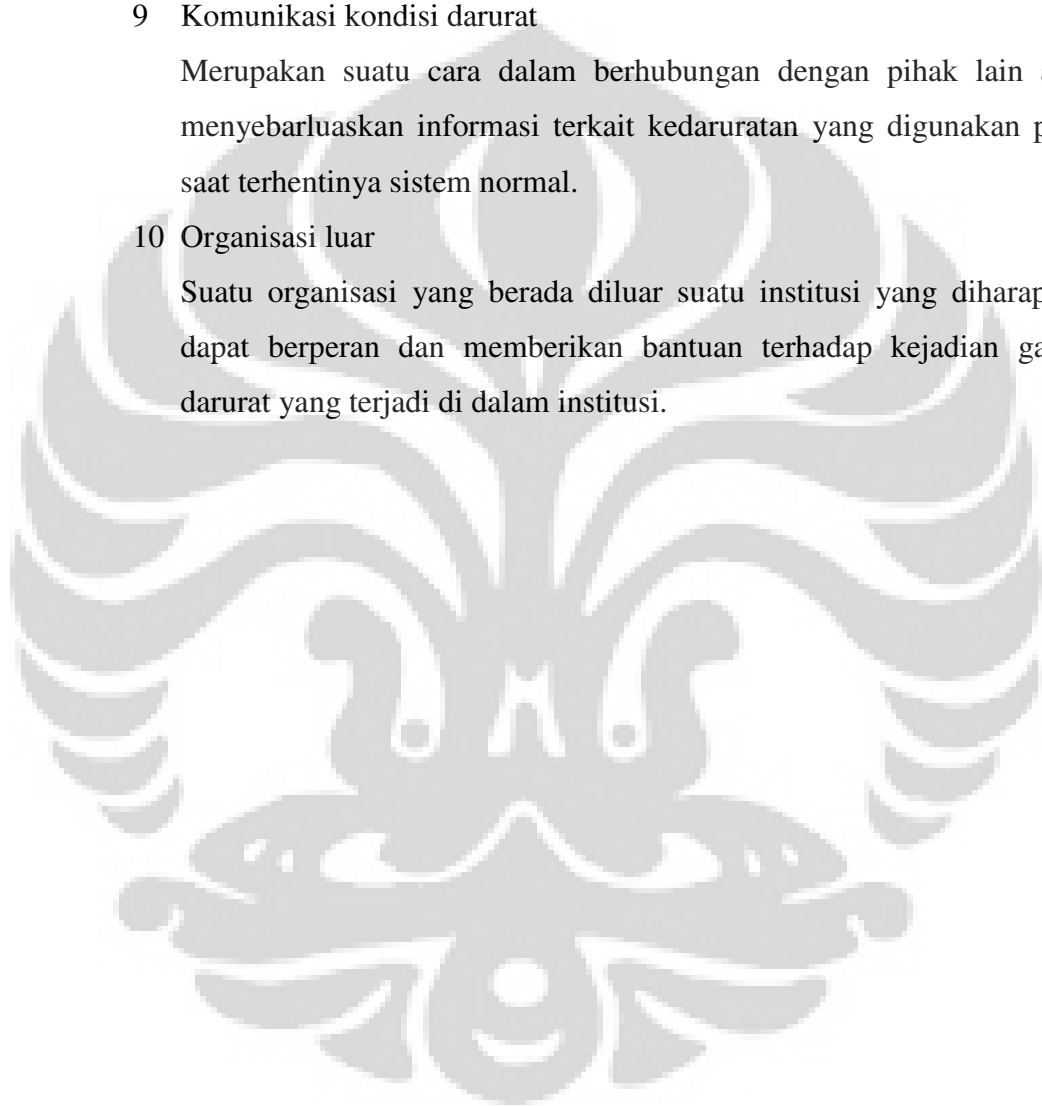 9 Komunikasi kondisi darurat
Merupakan suatu cara dalam berhubungan dengan pihak lain
menyebarluaskan informasi terkait kedaruratan yang digunakan
saat terhentinya sistem normal.
10 Organisasi luar
Suatu organisasi yang berada diluar suatu institusi yang
dapat berperan dan memberikan bantuan terhadap kejadian
darurat yang terjadi di dalam institusi.